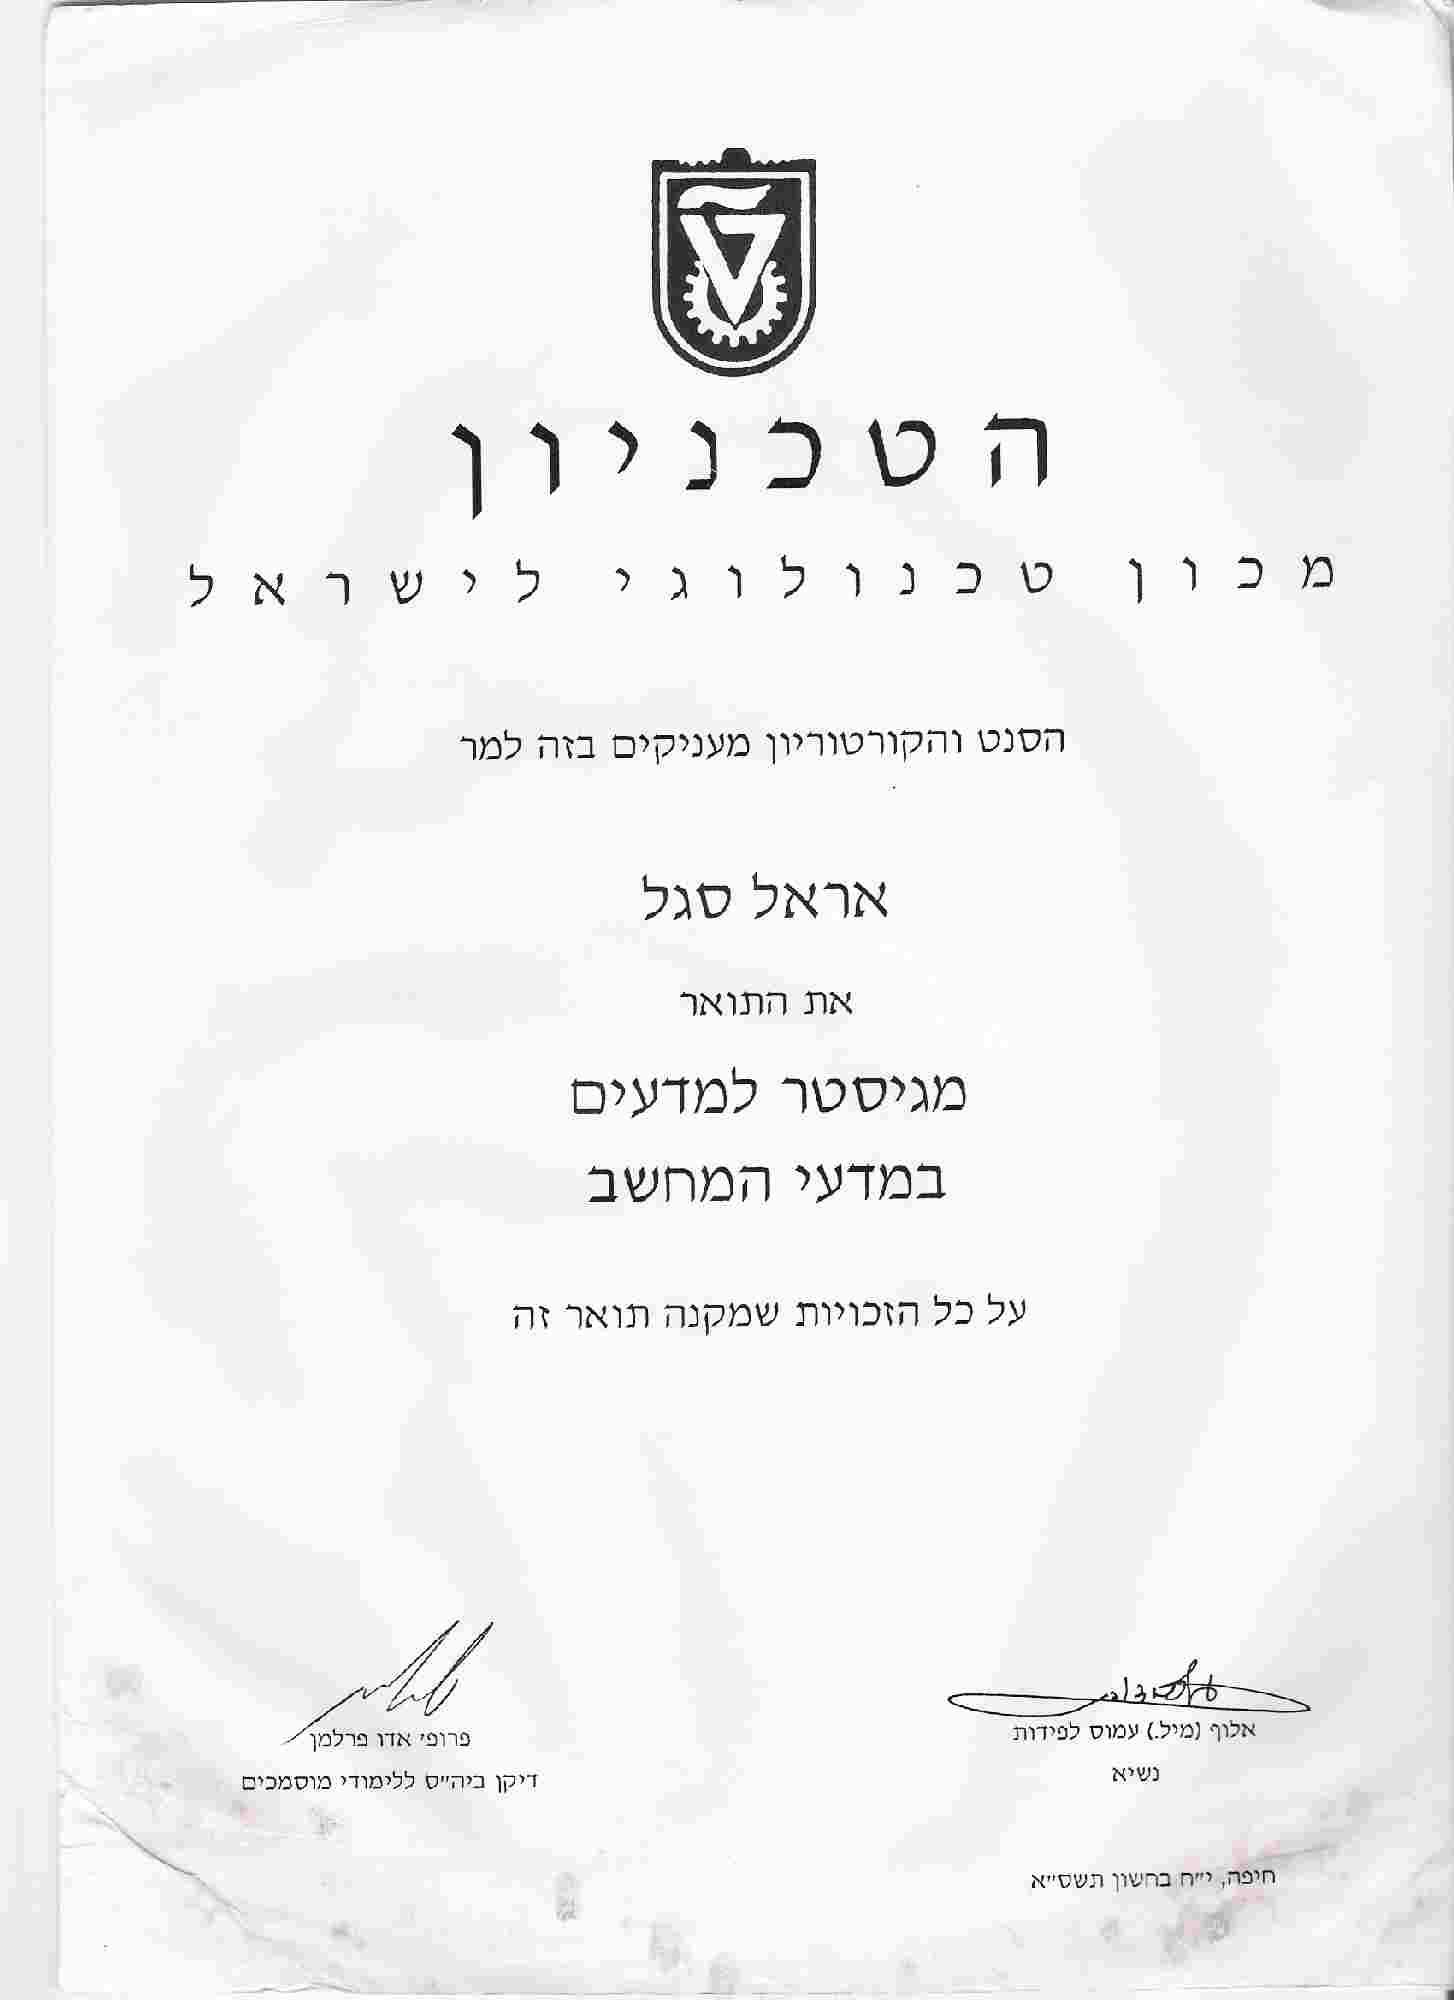 הטכניון
מכון טכנולוגי לישראל
הסנט והקורטוריון מעניקים בזה למר
אראל סגל
את התואר
מגיסטר למדעים
במדעי המחשב
על כל הזכויות שמקנה תואר זה
אלוף (מיל.) עמוס לפידות
נשיא
פרופ׳ אדו פרלמן
דיקן ביה״ס ללימודי מוסמכים
חיפה, י״ח בחשון תשס״א